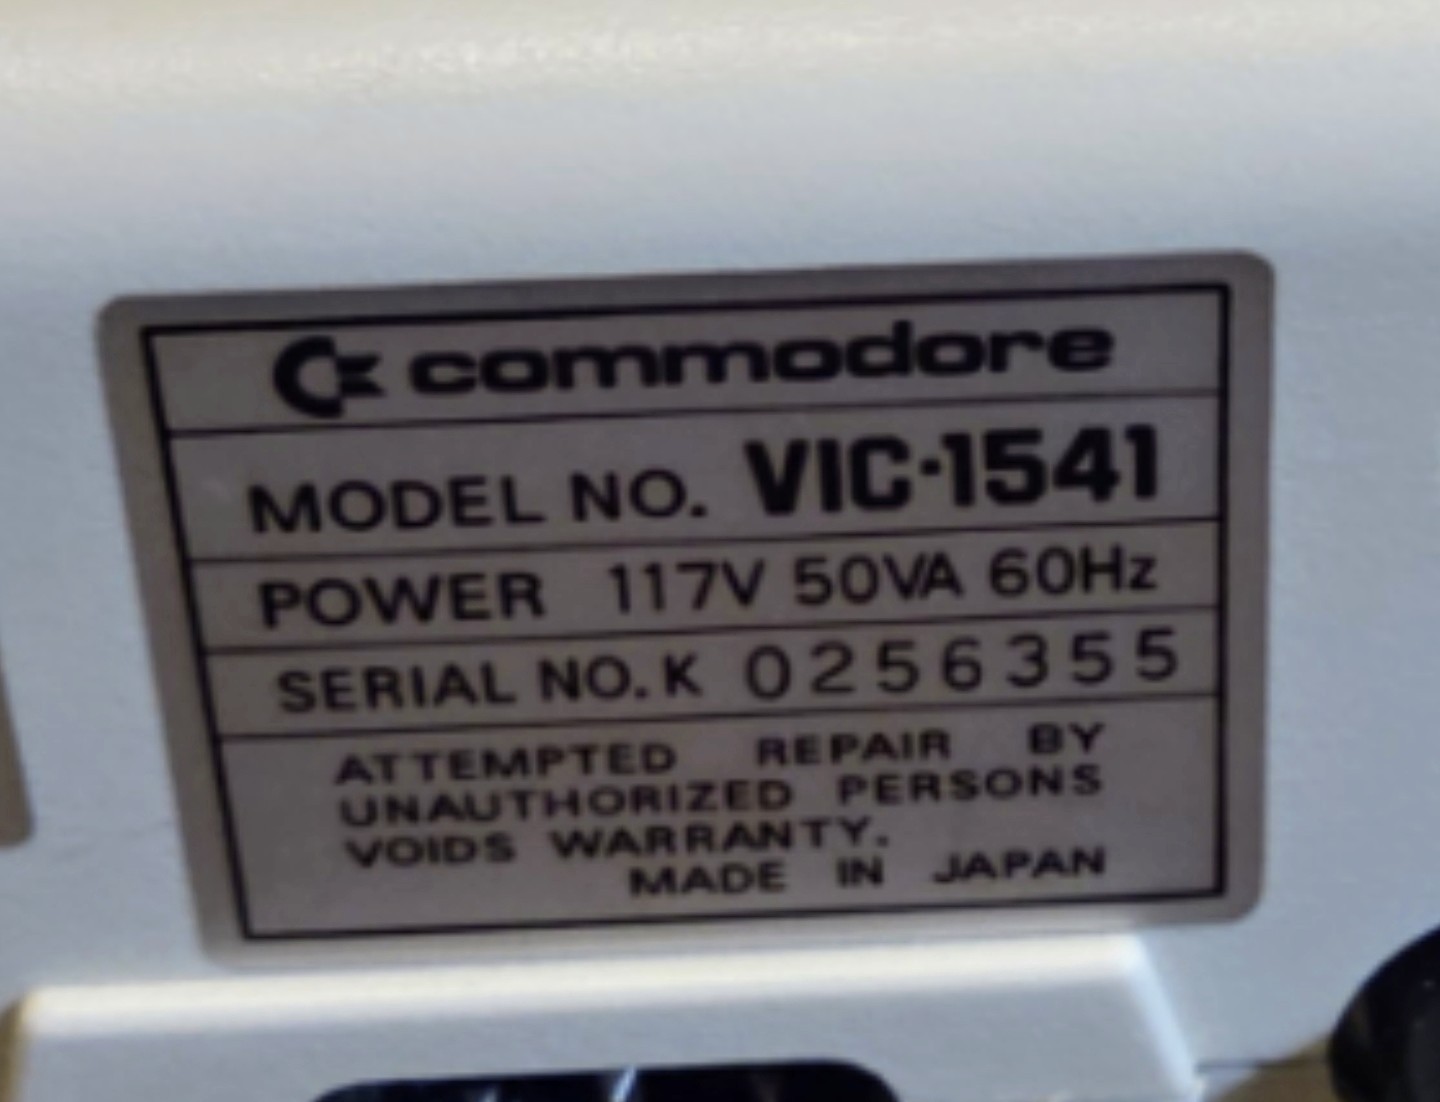 commodore
MODEL NO. VIC-1541
POWER 117V 50VA 60Hz
SERIAL NO. K 0256355
ATTEMPTED REPAIR BY
UNAUTHORIZED PERSONS
VOIDS WARRANTY.
MADE IN JAPAN